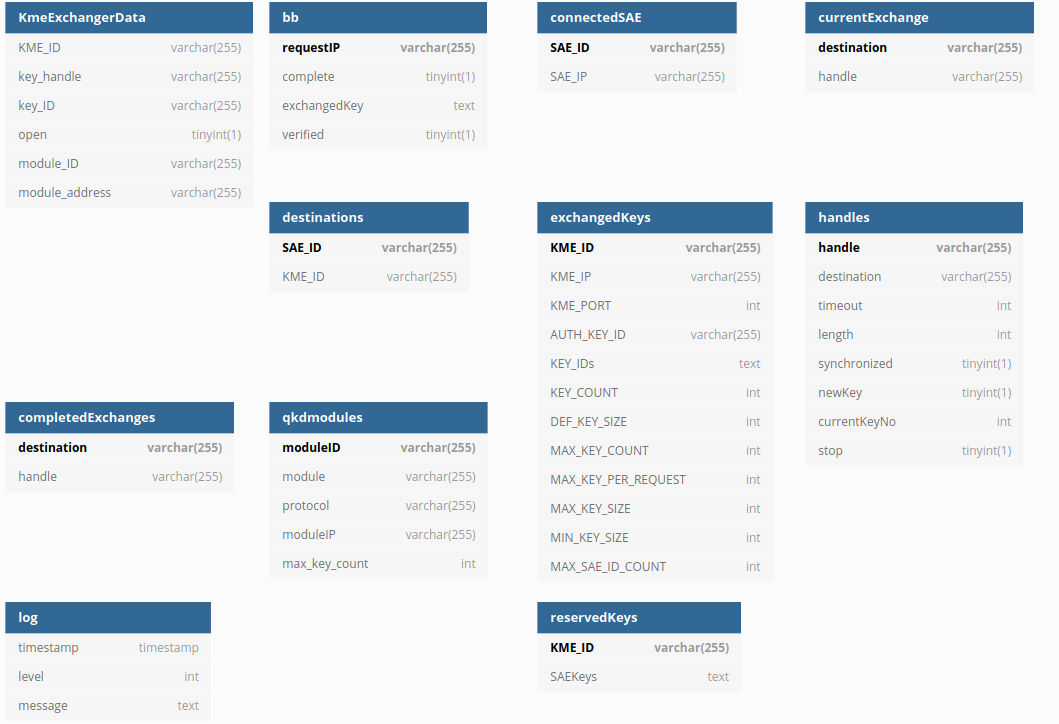 KmeExchangerData
KME_ID varchar(255)
key_handle varchar(255)
key_ID varchar(255)
open tinyint(1)
module_ID varchar(255)
module_address varchar(255)
bb
requestIP varchar(255)
complete tinyint(1)
exchangedKey text
verified tinyint(1)
connectedSAE
SAE_ID varchar(255)
SAE_IP varchar(255)
currentExchange
destination varchar(255)
handle varchar(255)
destinations
SAE_ID varchar(255)
KME_ID varchar(255)
exchangedKeys
KME_ID varchar(255)
KME_IP varchar(255)
KME_PORT int
AUTH_KEY_ID varchar(255)
KEY_IDs text
KEY_COUNT int
DEF_KEY_SIZE int
MAX_KEY_COUNT int
MAX_KEY_PER_REQUEST int
MAX_KEY_SIZE int
MIN_KEY_SIZE int
MAX_SAE_ID_COUNT int
handles
handle varchar(255)
destination varchar(255)
timeout int
length int
synchronized tinyint(1)
newKey tinyint(1)
currentKeyNo int
stop tinyint(1)
completedExchanges
destination varchar(255)
handle varchar(255)
qkdmodules
moduleID varchar(255)
module varchar(255)
protocol varchar(255)
moduleIP varchar(255)
max_key_count int
log
timestamp timestamp
level int
message text
reservedKeys
KME_ID varchar(255)
SAEKeys text